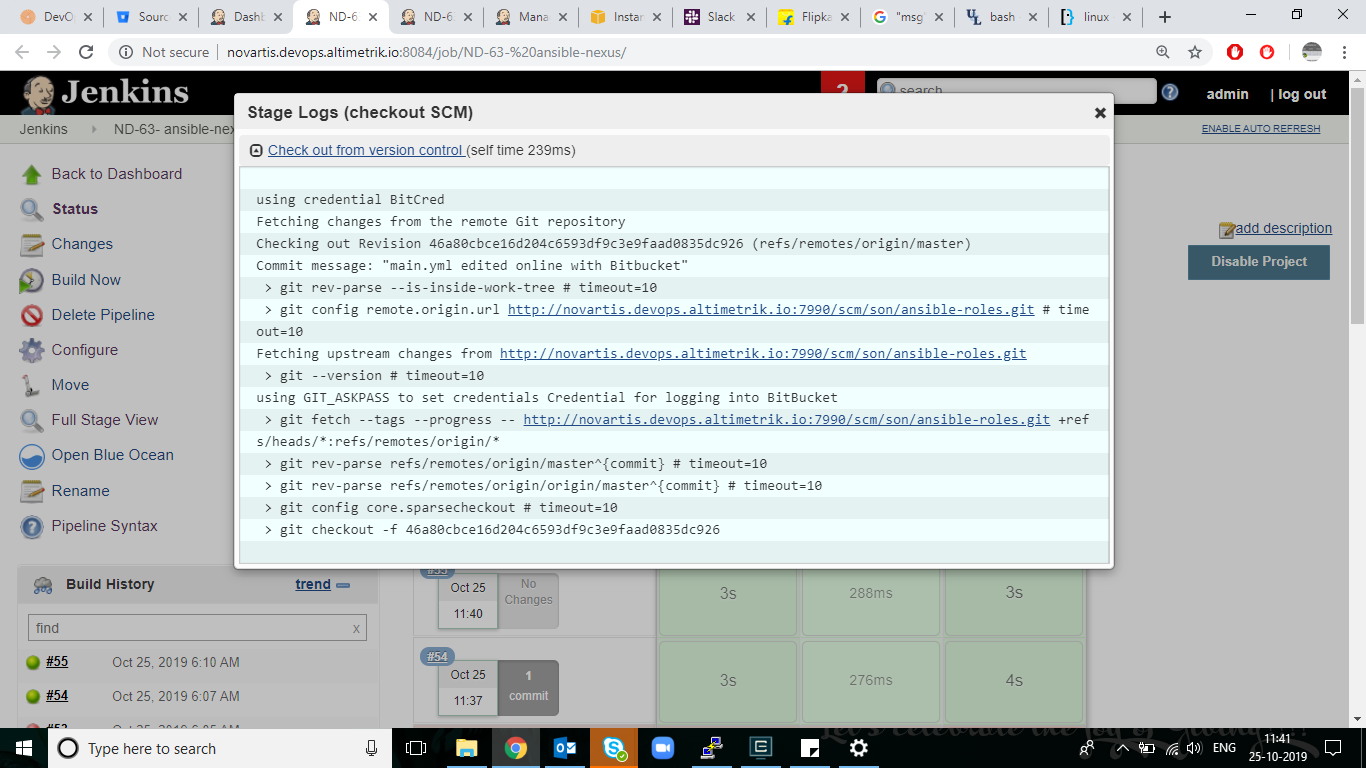 DevO
Sourc
Dashl
ND-6
ND-6
Mana
Instar
Slack
Flipka
"msg"
bash
linux
Not secure
novartis.devops.altimetrik.io:8084/job/ND-63-%20ansible-nexus/
Jenkins
2
search
admin
| log out
Jenkins
ND-63- ansible-nex
ENABLE AUTO REFRESH
Stage Logs (checkout SCM)
Check out from version control (self time 239ms)
using credential BitCred
Fetching changes from the remote Git repository
Checking out Revision 46a80cbce16d204c6593df9c3e9faad0835dc926 (refs/remotes/origin/master)
Commit message: "main.yml edited online with Bitbucket"
> git rev-parse --is-inside-work-tree # timeout=10
> git config remote.origin.url http://novartis.devops.altimetrik.io:7990/scm/son/ansible-roles.git # time
out=10
Fetching upstream changes from http://novartis.devops.altimetrik.io:7990/scm/son/ansible-roles.git
> git --version # timeout=10
using GIT_ASKPASS to set credentials Credential for logging into BitBucket
> git fetch --tags --progress -- http://novartis.devops.altimetrik.io:7990/scm/son/ansible-roles.git +ref
s/heads/*:refs/remotes/origin/*
> git rev-parse refs/remotes/origin/master^{commit} # timeout=10
> git rev-parse refs/remotes/origin/origin/master^{commit} # timeout=10
> git config core.sparsecheckout # timeout=10
> git checkout -f 46a80cbce16d204c6593df9c3e9faad0835dc926
Back to Dashboard
Status
Changes
Build Now
Delete Pipeline
Configure
Move
Full Stage View
Open Blue Ocean
Rename
Pipeline Syntax
add description
Disable Project
Build History
trend
find
x
#55
Oct 25, 2019 6:10 AM
#54
Oct 25, 2019 6:07 AM
#55
Oct 25
11:40
No
Changes
3s
288ms
3s
#54
Oct 25
11:37
1
commit
3s
276ms
4s
Type here to search
ENG
11:41
25-10-2019